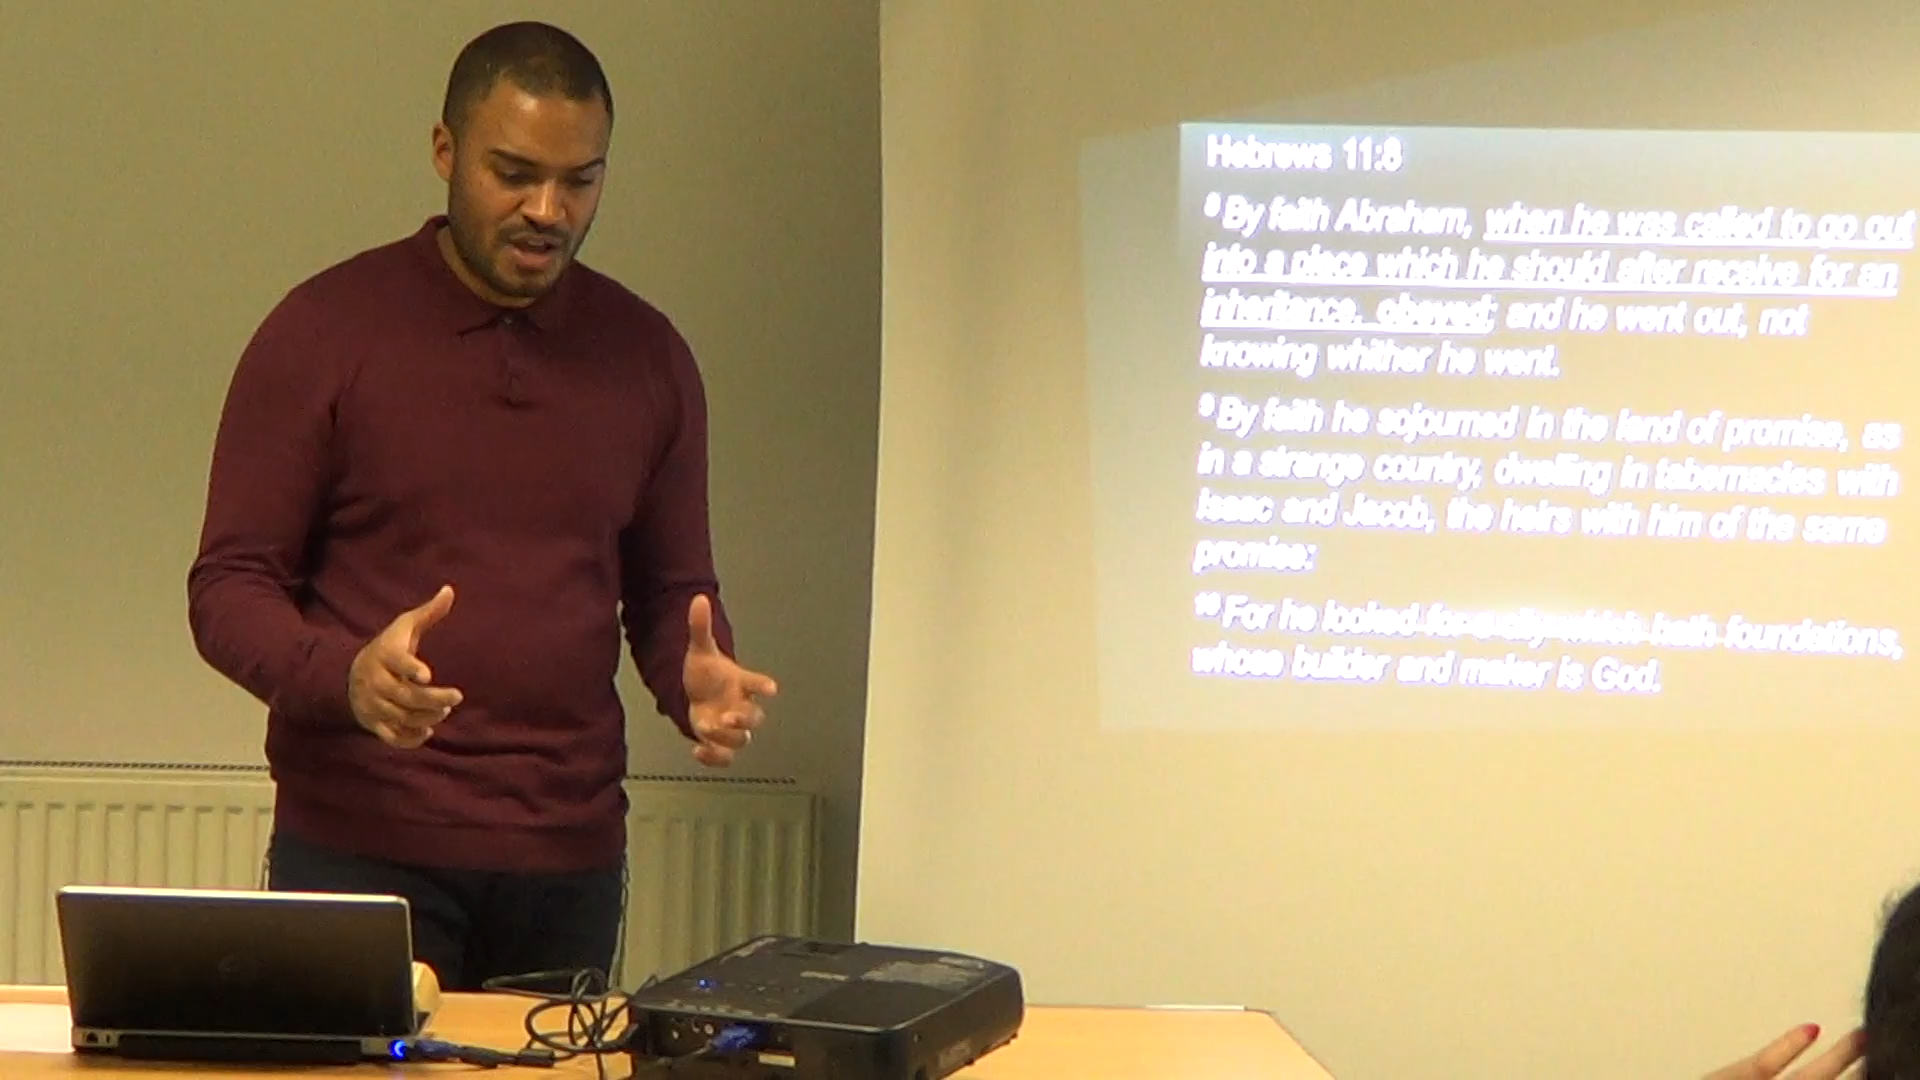 Hebrews 11:8
8 By faith Abraham, when he was called to go out
into a place which he should after receive for an
inheritance, obeyed; and he went out, not
knowing whither he went.
9 By faith he sojourned in the land of promise, as
in a strange country, dwelling in tabernacles with
Isaac and Jacob, the heirs with him of the same
promise:
10 For he looked for a city which hath foundations,
whose builder and maker is God.